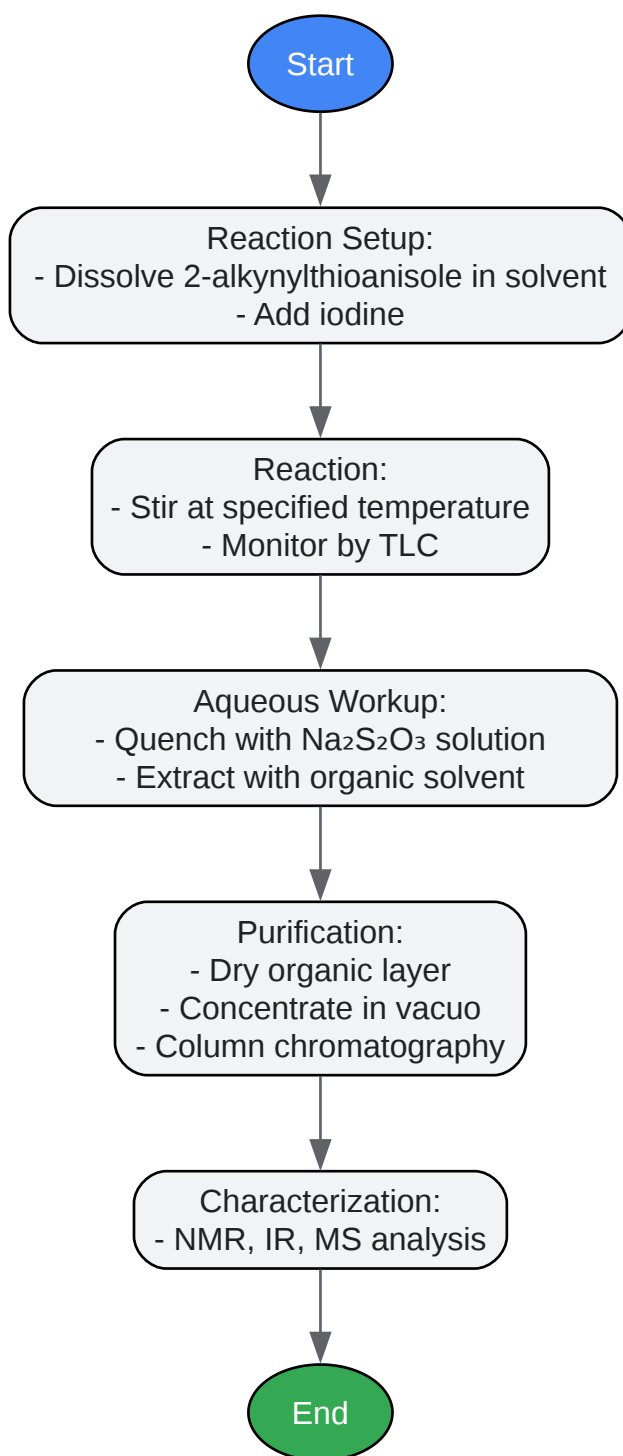 Start
Reaction Setup:
- Dissolve 2-alkynylthioanisole in solvent
- Add iodine
Reaction:
- Stir at specified temperature
- Monitor by TLC
Aqueous Workup:
- Quench with Na₂S₂O₃ solution
- Extract with organic solvent
Purification:
- Dry organic layer
- Concentrate in vacuo
- Column chromatography
Characterization:
- NMR, IR, MS analysis
End